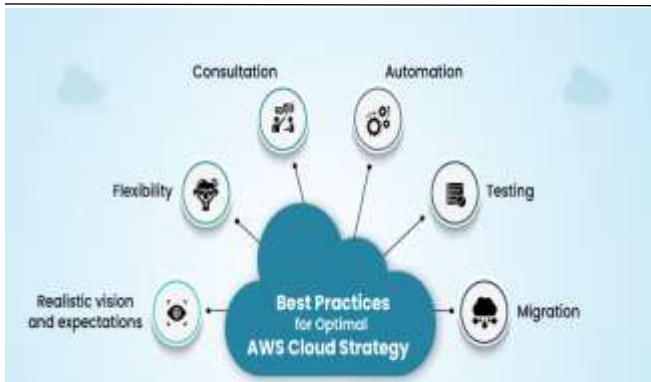 Consultation
Automation
Flexibility
Testing
Realistic vision
and expectations
Migration
Best Practices
for Optimal
AWS Cloud Strategy